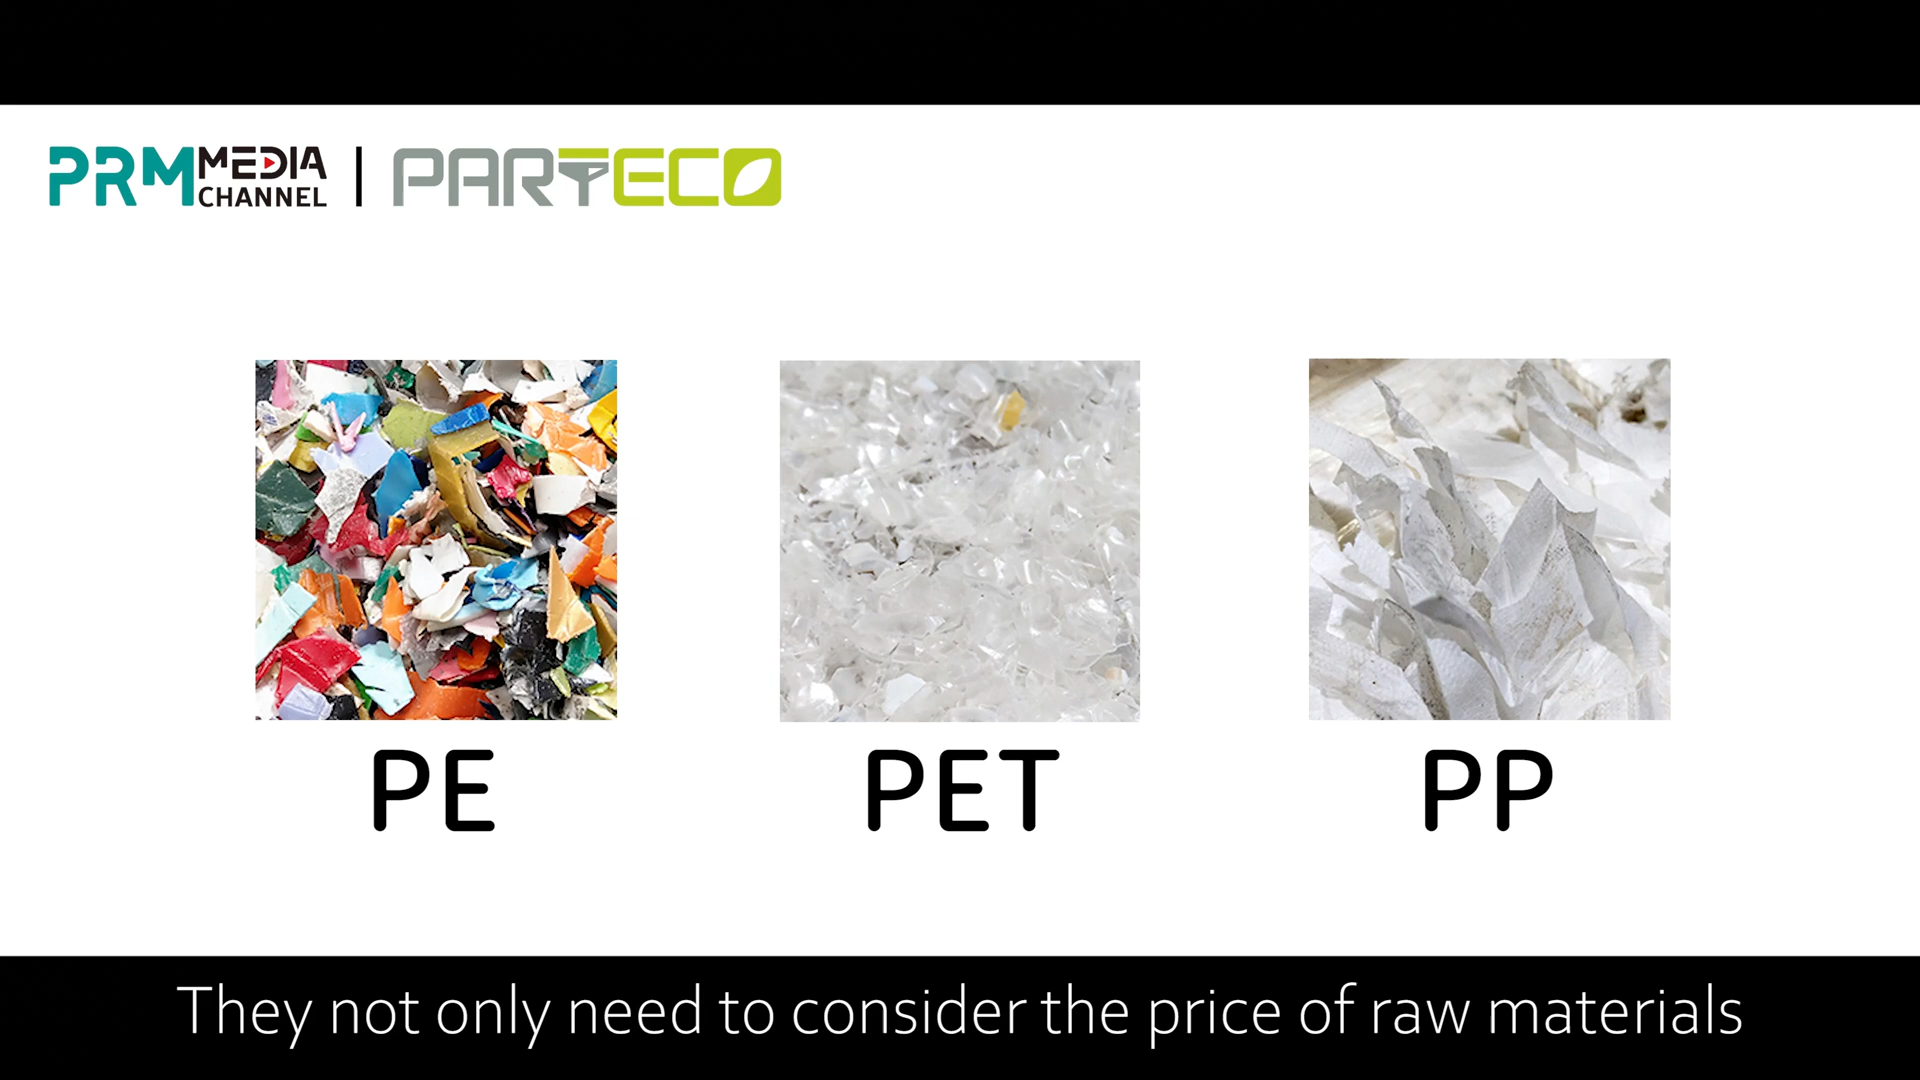 PRM MEDIA CHANNEL | PARTECO
PE
PET
PP
They not only need to consider the price of raw materials